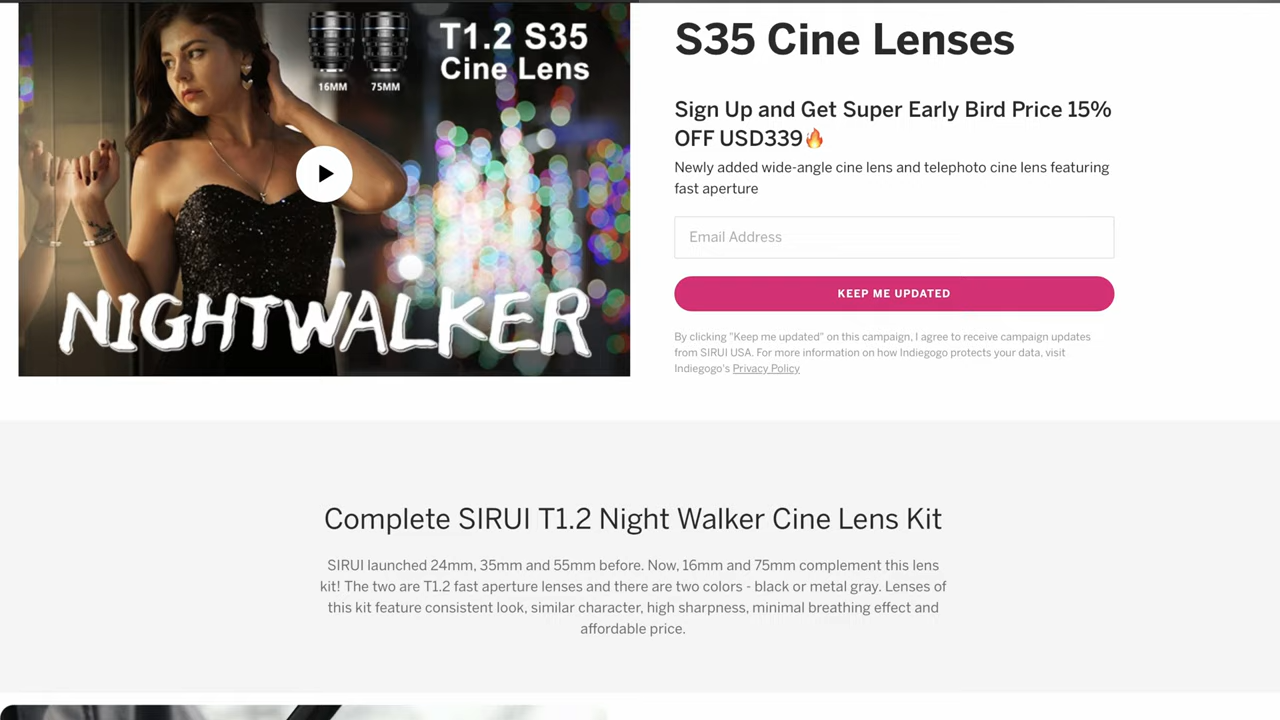 T1.2 S35
Cine Lens
16MM 75MM
NIGHTWALKER
S35 Cine Lenses
Sign Up and Get Super Early Bird Price 15%
OFF USD339🔥
Newly added wide-angle cine lens and telephoto cine lens featuring
fast aperture
Email Address
KEEP ME UPDATED
By clicking "Keep me updated" on this campaign, I agree to receive campaign updates
from SIRUI USA. For more information on how Indiegogo protects your data, visit
Indiegogo's Privacy Policy
Complete SIRUI T1.2 Night Walker Cine Lens Kit
SIRUI launched 24mm, 35mm and 55mm before. Now, 16mm and 75mm complement this lens
kit! The two are T1.2 fast aperture lenses and there are two colors - black or metal gray. Lenses of
this kit feature consistent look, similar character, high sharpness, minimal breathing effect and
affordable price.